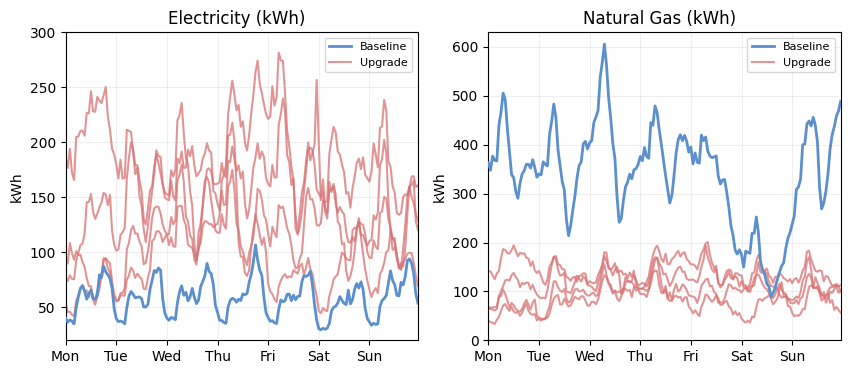 Electricity (kWh)
Natural Gas (kWh)
kWh
300
250
200
150
100
50
Baseline
Upgrade
Mon Tue Wed Thu Fri Sat Sun
kWh
600
500
400
300
200
100
0
Baseline
Upgrade
Mon Tue Wed Thu Fri Sat Sun